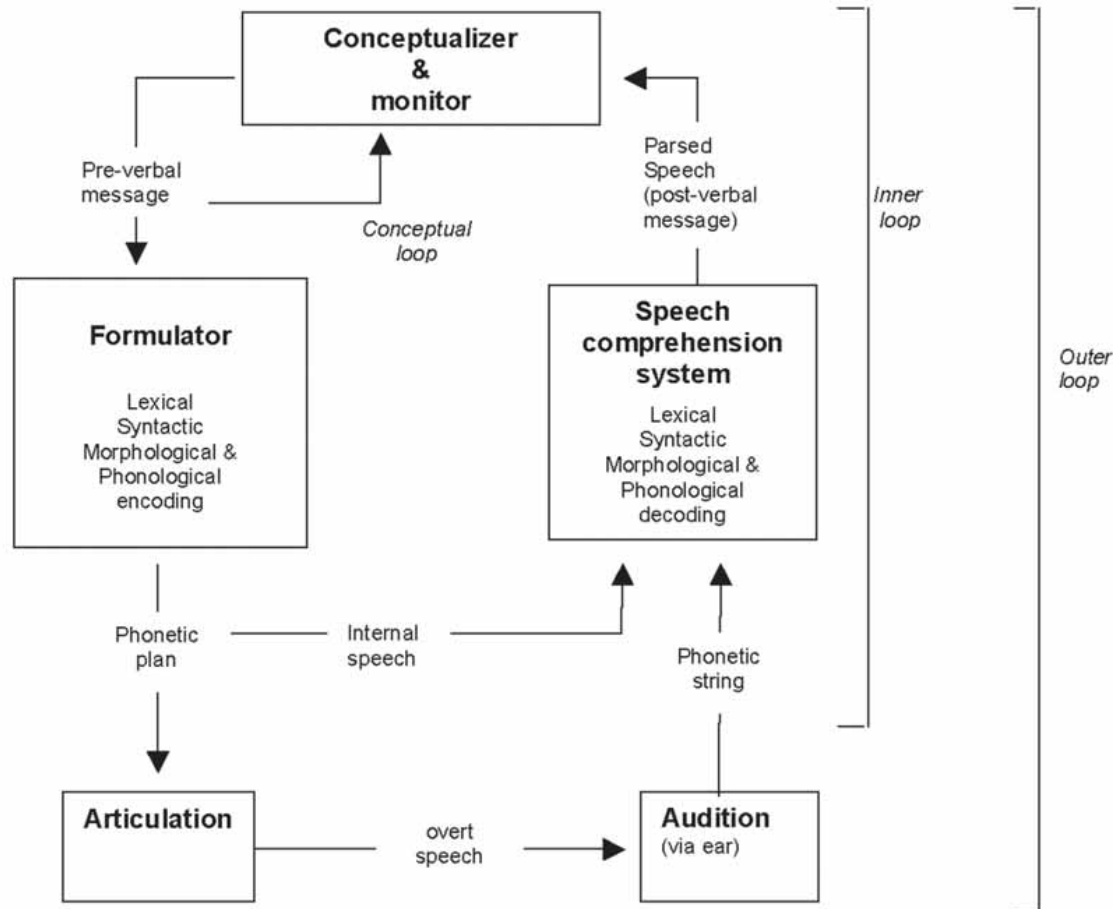 Conceptualizer
&
monitor
Pre-verbal
message
Conceptual
loop
Parsed
Speech
(post-verbal
message)
Inner
loop
Formulator
Lexical
Syntactic
Morphological &
Phonological
encoding
Speech
comprehension
system
Lexical
Syntactic
Morphological &
Phonological
decoding
Outer
loop
Phonetic
plan
Internal
speech
Phonetic
string
Articulation
overt
speech
Audition
(via ear)